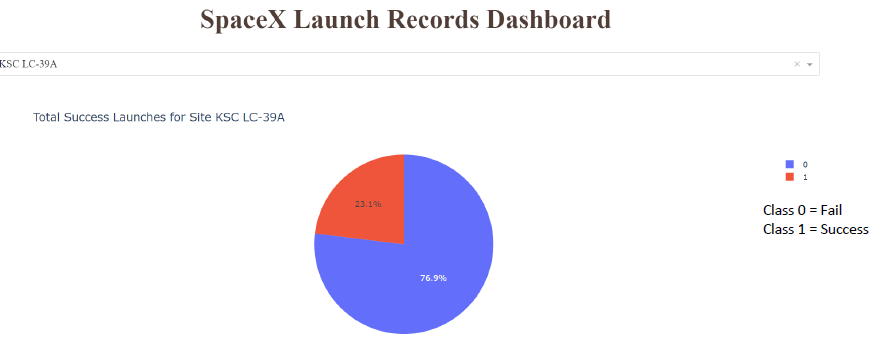 SpaceX Launch Records Dashboard
KSC LC-39A
Total Success Launches for Site KSC LC-39A
0
1
23.1%
Class 0 = Fail
Class 1 = Success
76.9%